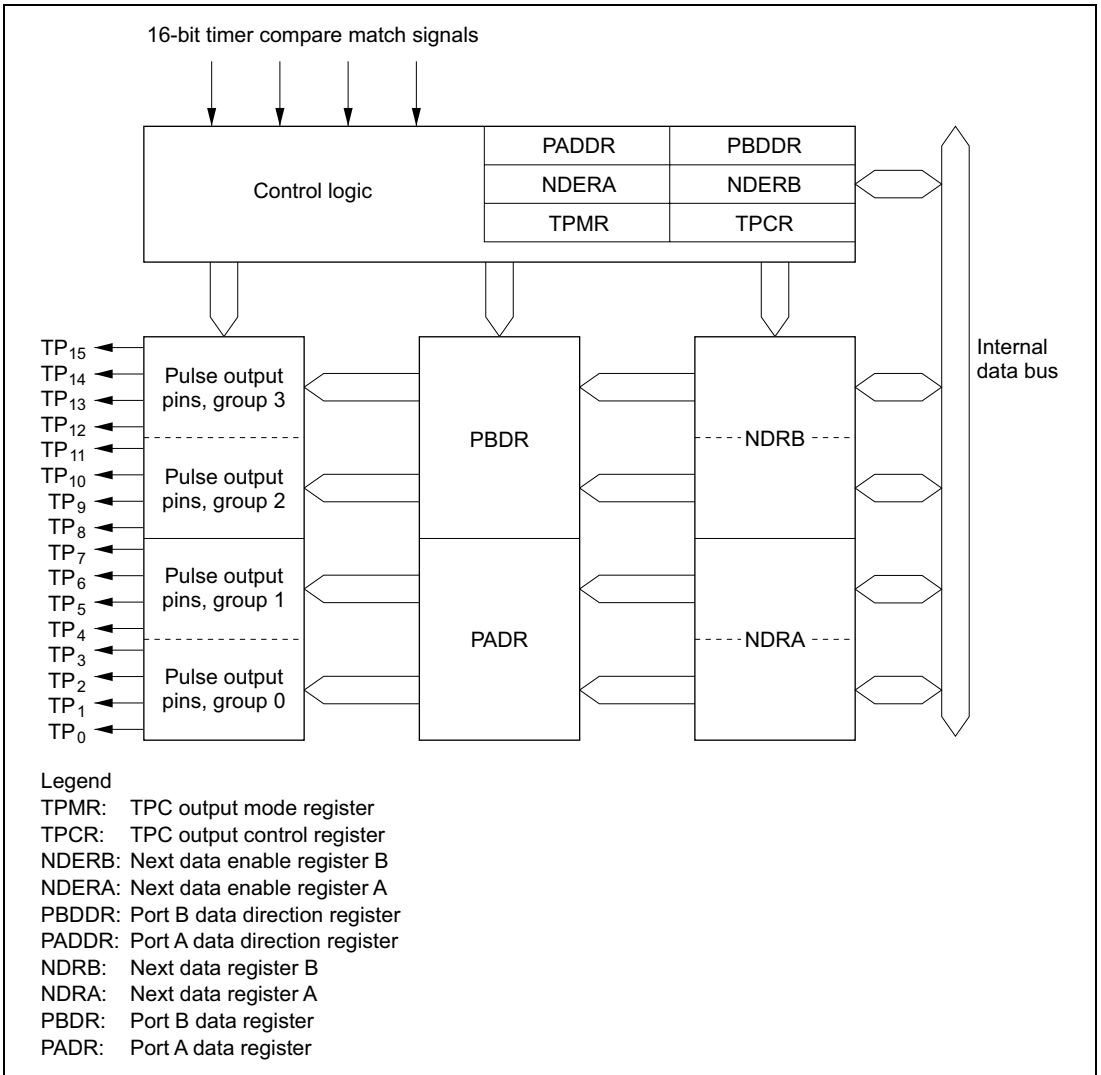 16-bit timer compare match signals
Control logic
PADDR
PBDDR
NDERA
NDERB
TPMR
TPCR
Internal
data bus
TP15
TP14
TP13
TP12
TP11
TP10
TP9
TP8
TP7
TP6
TP5
TP4
TP3
TP2
TP1
TP0
Pulse output
pins, group 3
Pulse output
pins, group 2
Pulse output
pins, group 1
Pulse output
pins, group 0
PBDR
PADR
NDRB
NDRA
Legend
TPMR: TPC output mode register
TPCR: TPC output control register
NDERB: Next data enable register B
NDERA: Next data enable register A
PBDDR: Port B data direction register
PADDR: Port A data direction register
NDRB: Next data register B
NDRA: Next data register A
PBDR: Port B data register
PADR: Port A data register